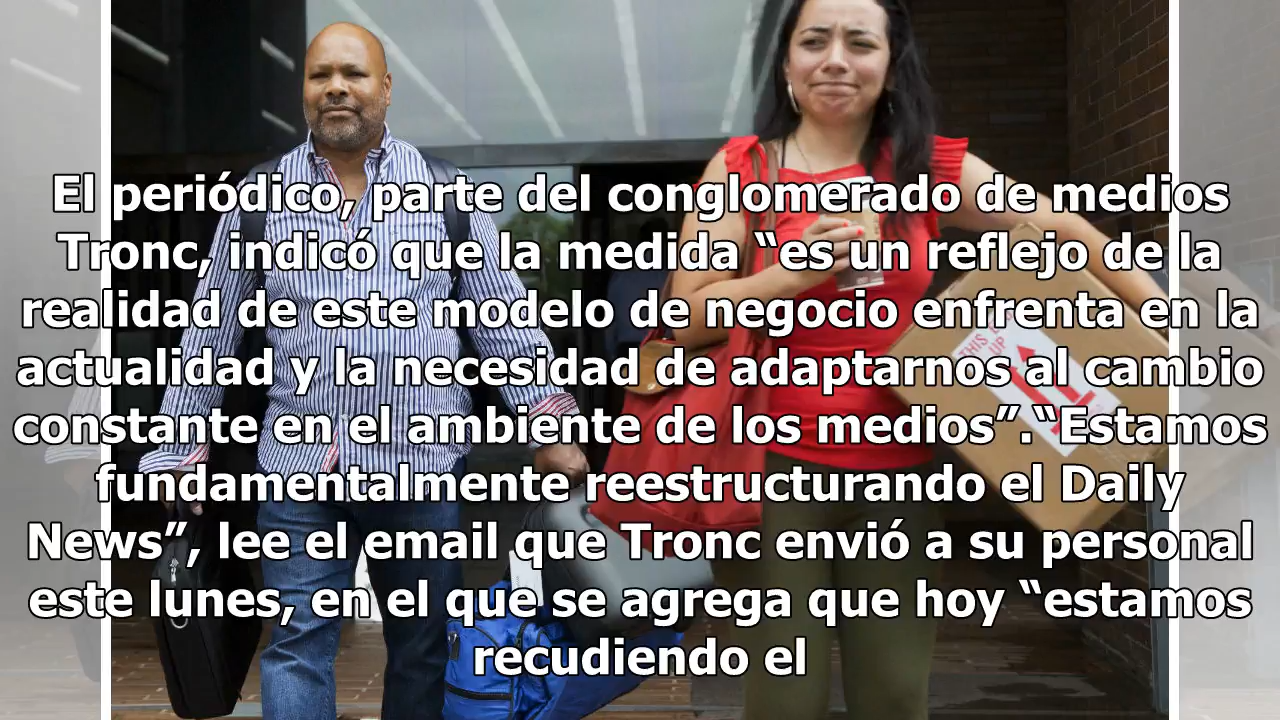 El periódico, parte del conglomerado de medios
Tronc, indicó que la medida “es un reflejo de la
realidad de este modelo de negocio enfrenta en la
actualidad y la necesidad de adaptarnos al cambio
constante en el ambiente de los medios”.“Estamos
fundamentalmente reestructurando el Daily
News”, lee el email que Tronc envió a su personal
este lunes, en el que se agrega que hoy “estamos
recudiendo el
THIS
UP